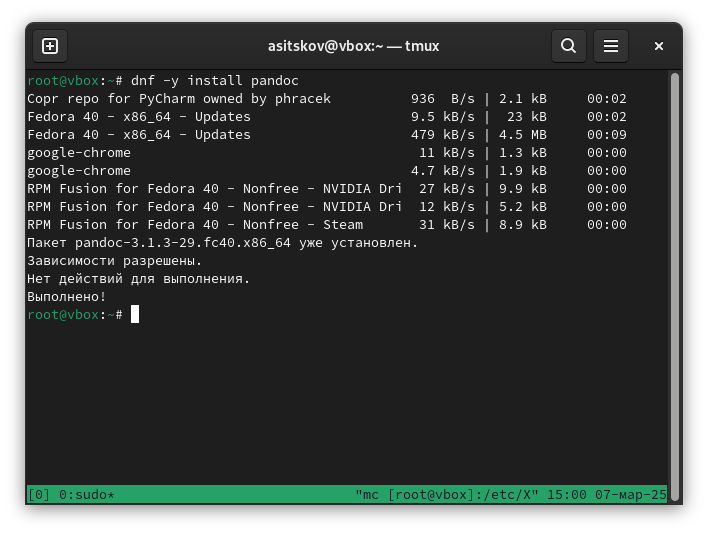 asitskov@vbox:~ — tmux
root@vbox:~# dnf -y install pandoc
Copr repo for PyCharm owned by phracek          936  B/s | 2.1 kB     00:02
Fedora 40 - x86_64 - Updates                    9.5 kB/s |  23 kB     00:02
Fedora 40 - x86_64 - Updates                    479 kB/s | 4.5 MB     00:09
google-chrome                                    11 kB/s | 1.3 kB     00:00
google-chrome                                   4.7 kB/s | 1.9 kB     00:00
RPM Fusion for Fedora 40 - Nonfree - NVIDIA Dri  27 kB/s | 9.9 kB     00:00
RPM Fusion for Fedora 40 - Nonfree - NVIDIA Dri  12 kB/s | 5.2 kB     00:00
RPM Fusion for Fedora 40 - Nonfree - Steam       31 kB/s | 8.9 kB     00:00
Пакет pandoc-3.1.3-29.fc40.x86_64 уже установлен.
Зависимости разрешены.
Нет действий для выполнения.
Выполнено!
root@vbox:~#
[0] 0:sudo* "mc [root@vbox]:/etc/X" 15:00 07-мар-25